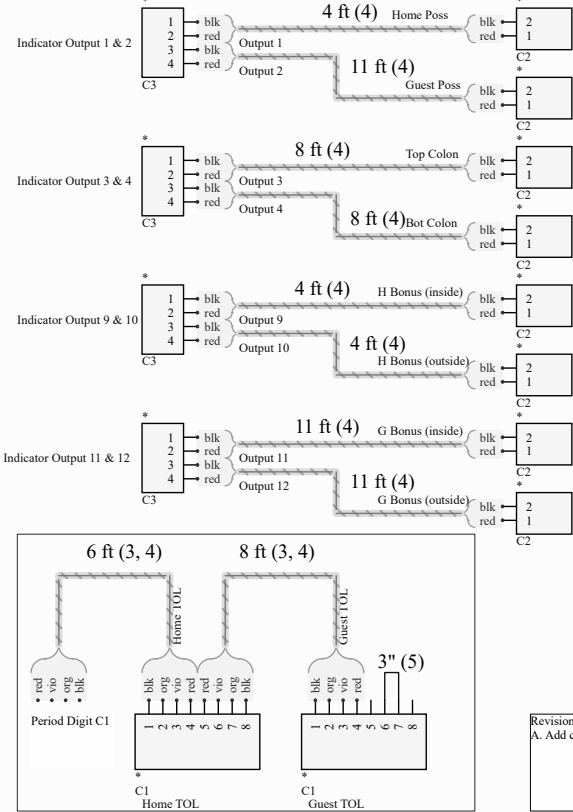 *
*
Indicator Output 1 & 2
1 blk
2 red
3 blk
4 red
C3
Output 1
Output 2
4 ft (4)
Home Poss
blk 2
red 1
C2
*
11 ft (4)
Guest Poss
blk 2
red 1
C2
*
Indicator Output 3 & 4
1 blk
2 red
3 blk
4 red
C3
Output 3
Output 4
8 ft (4)
Top Colon
*
blk 2
red 1
C2
*
8 ft (4)
Bot Colon
blk 2
red 1
C2
*
Indicator Output 9 & 10
1 blk
2 red
3 blk
4 red
C3
Output 9
Output 10
4 ft (4)
H Bonus (inside)
*
blk 2
red 1
C2
*
4 ft (4)
H Bonus (outside)
blk 2
red 1
C2
*
Indicator Output 11 & 12
1 blk
2 red
3 blk
4 red
C3
Output 11
Output 12
11 ft (4)
G Bonus (inside)
*
blk 2
red 1
C2
*
11 ft (4)
G Bonus (outside)
blk 2
red 1
C2
6 ft (3, 4)
8 ft (3, 4)
Home TOL
Guest TOL
3" (5)
red vio org blk
Period Digit C1
blk org vio red red vio org blk
1 2 3 4 5 6 7 8
*
C1
Home TOL
blk org vio red
1 2 3 4 5 6 7 8
*
C1
Guest TOL
Revision
A. Add